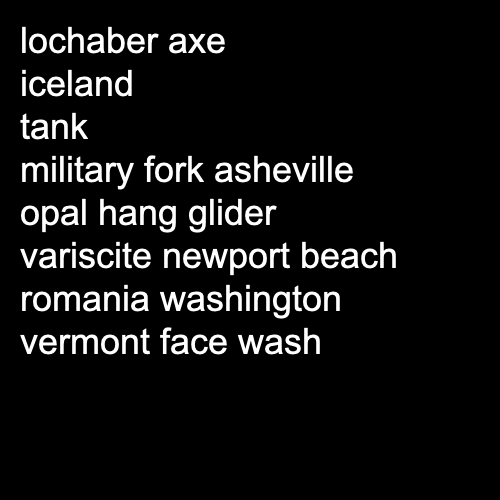 lochaber axe
iceland
tank
military fork asheville
opal hang glider
variscite newport beach
romania washington
vermont face wash